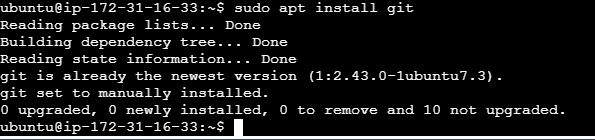 ubuntu@ip-172-31-16-33:~$ sudo apt install git
Reading package lists... Done
Building dependency tree... Done
Reading state information... Done
git is already the newest version (1:2.43.0-1ubuntu7.3).
git set to manually installed.
0 upgraded, 0 newly installed, 0 to remove and 10 not upgraded.
ubuntu@ip-172-31-16-33:~$